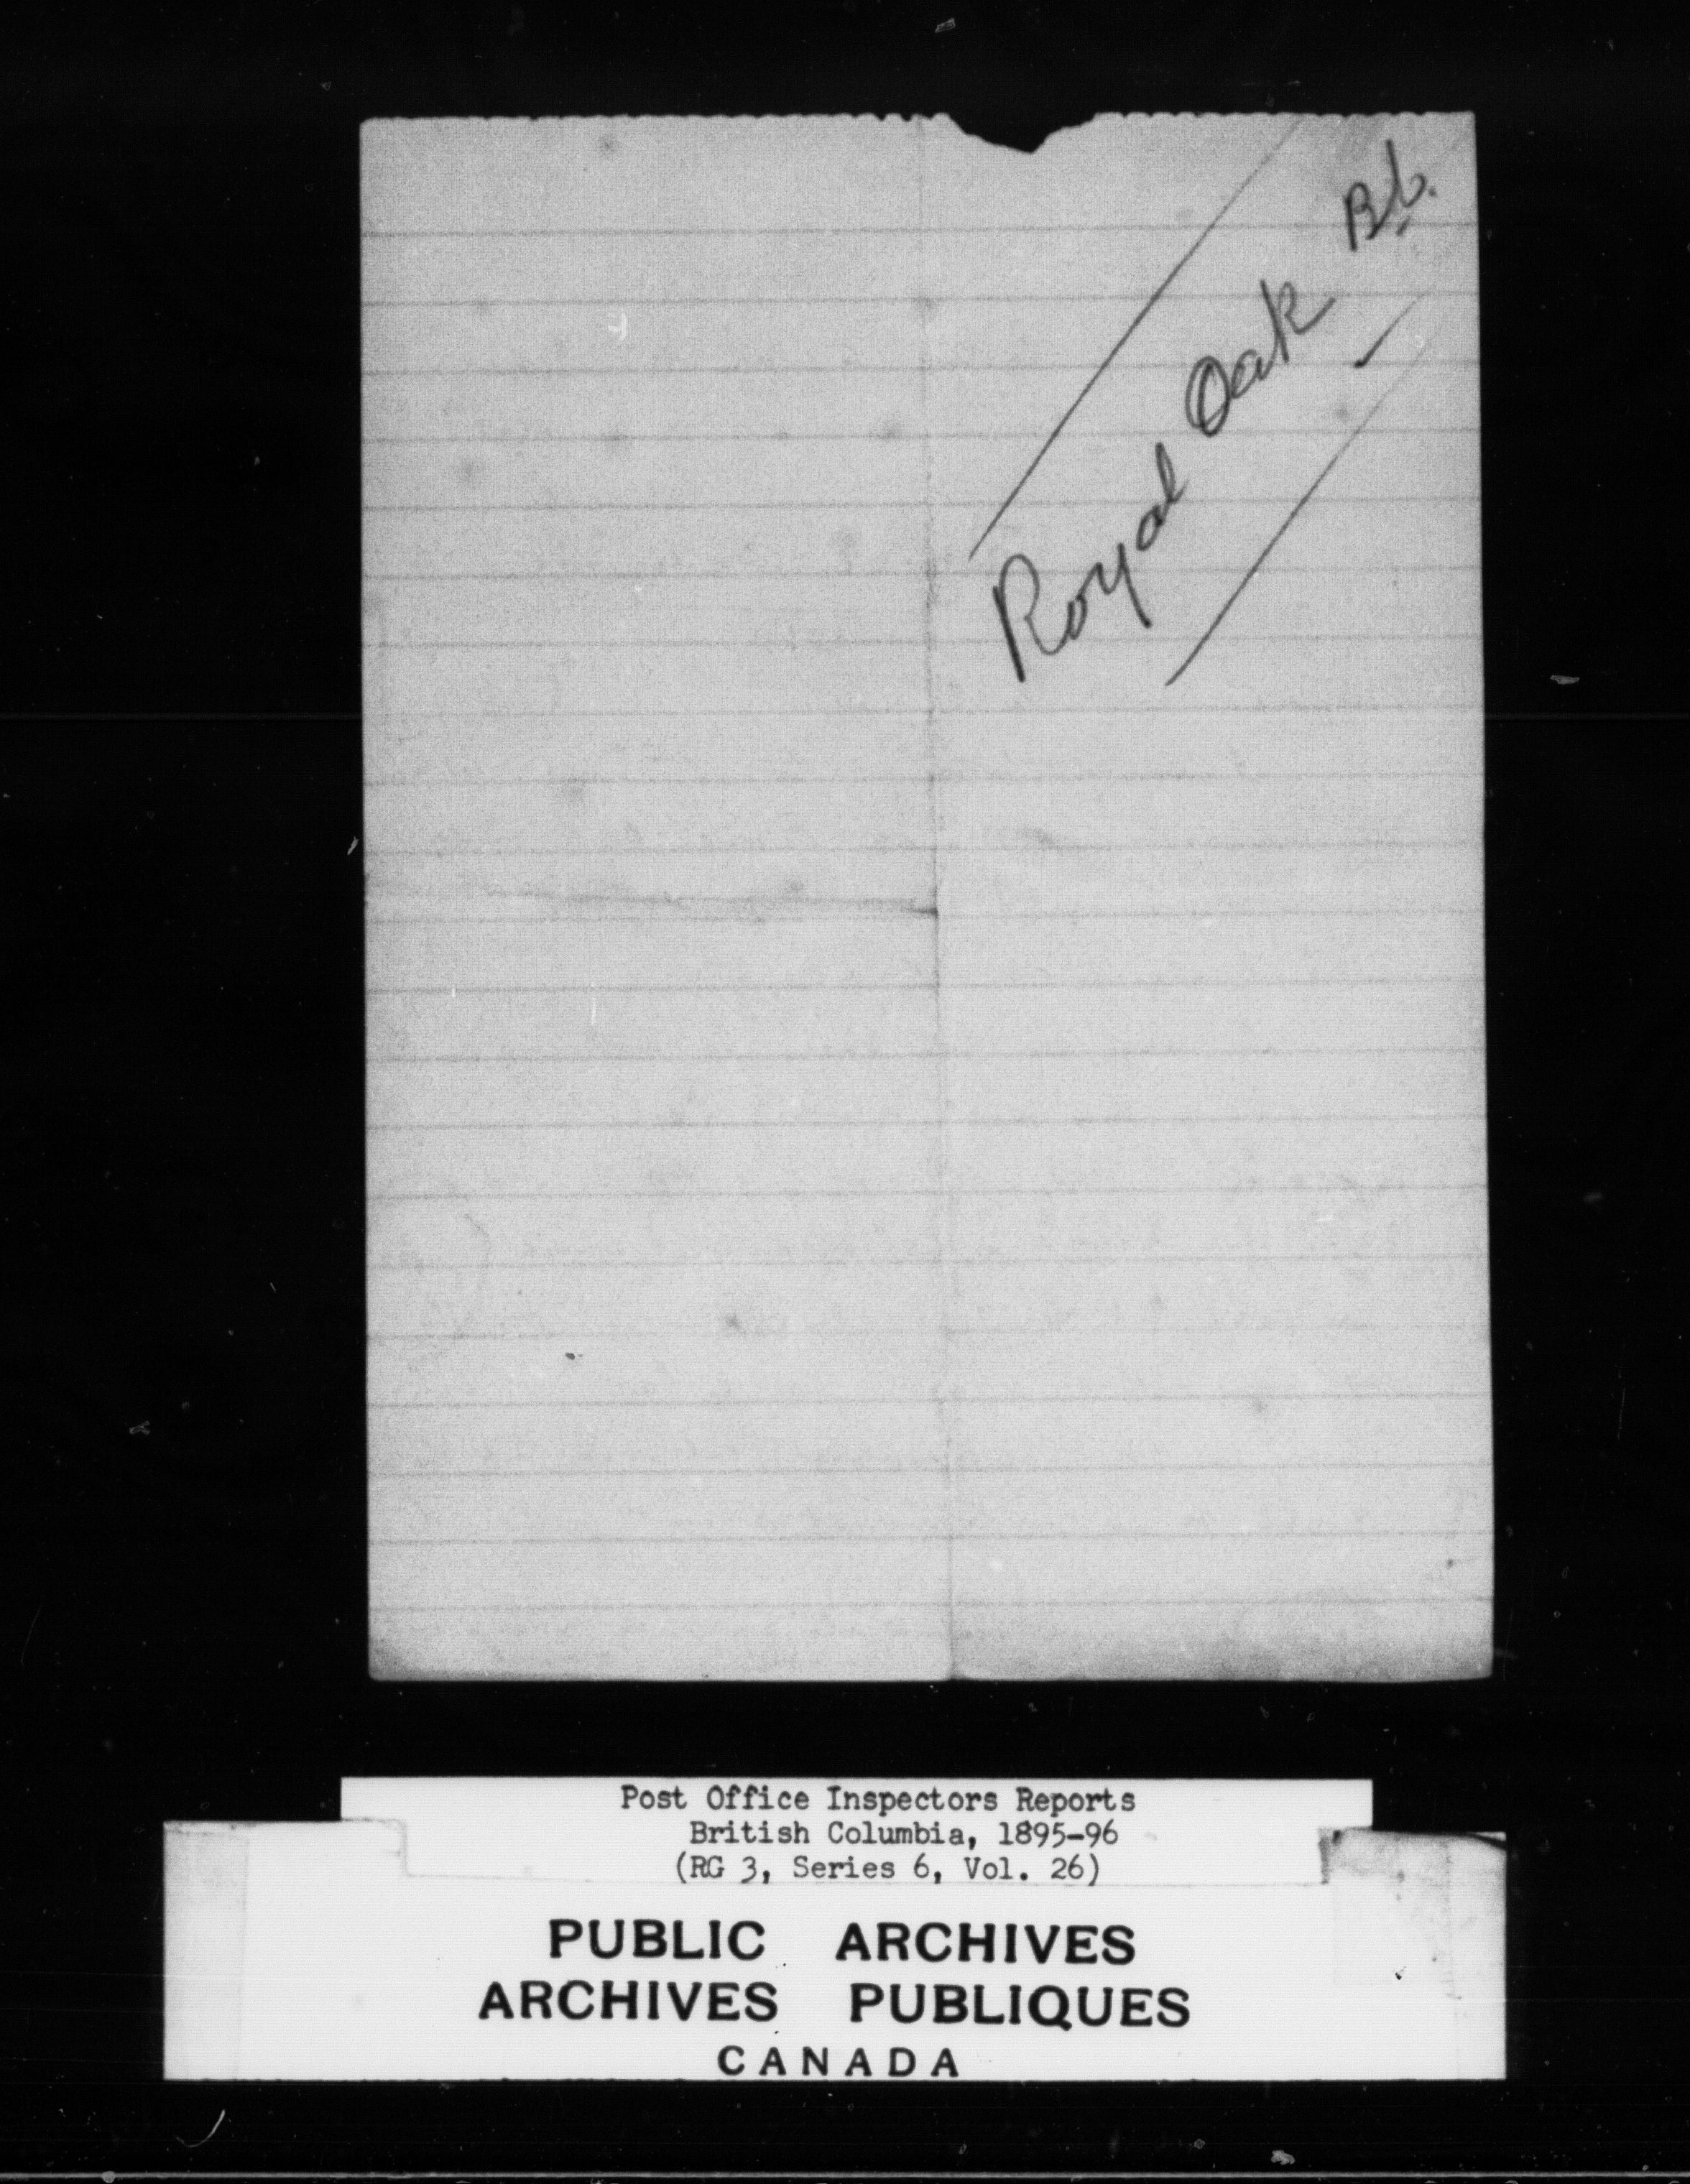 Royal Oak B.C.
Post Office Inspectors Reports
British Columbia, 1895-96
(RG 3, Series 6, Vol. 26)
PUBLIC ARCHIVES
ARCHIVES PUBLIQUES
CANADA